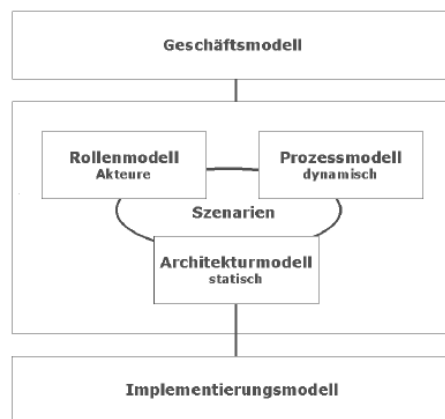 Geschäftsmodell
Rollenmodell
Akteure
Prozessmodell
dynamisch
Szenarien
Architekturmodell
statisch
Implementierungsmodell